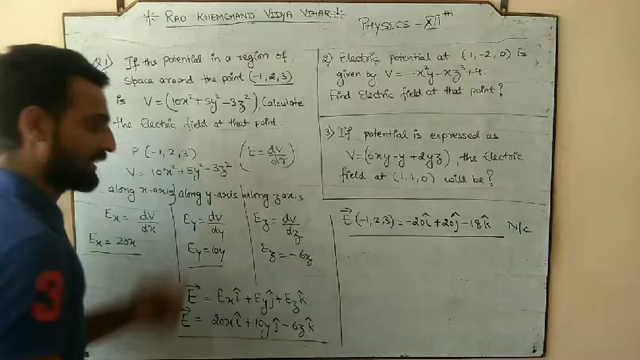 * RAO KHEMCHAND VIDYA VIHAR *
PHYSICS - XII th
Q.1) If the potential in a region of
space around the point (-1,2,3)
is V = (10x² + 5y² - 3z²) Calculate
the Electric field at that point.
P (-1,2,3) (E = dV/dr)
V = 10x² + 5y² - 3z²
along x-axis | along y-axis | along z axis
Ex = dV/dx Ey = dV/dy Ez = dV/dz
Ex = 20x Ey = 10y Ez = -6z
E⃗ = Ex î + Ey ĵ + Ez k̂
E⃗ = 20x î + 10y ĵ - 6z k̂
2) Electric potential at (1,-2,0) is
given by V = -x²y - xz³ + 4.
Find Electric field at that point?
3) If potential is expressed as
V = (6xy - y + 2yz), the Electric
field at (1,1,0) will be?
E⃗ (-1,2,3) = -20î + 20ĵ - 18k̂ N/c
3